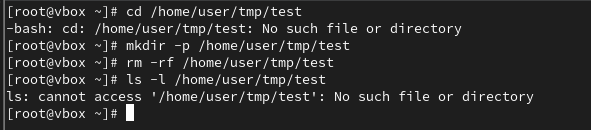 [root@vbox ~]# cd /home/user/tmp/test
-bash: cd: /home/user/tmp/test: No such file or directory
[root@vbox ~]# mkdir -p /home/user/tmp/test
[root@vbox ~]# rm -rf /home/user/tmp/test
[root@vbox ~]# ls -l /home/user/tmp/test
ls: cannot access '/home/user/tmp/test': No such file or directory
[root@vbox ~]#